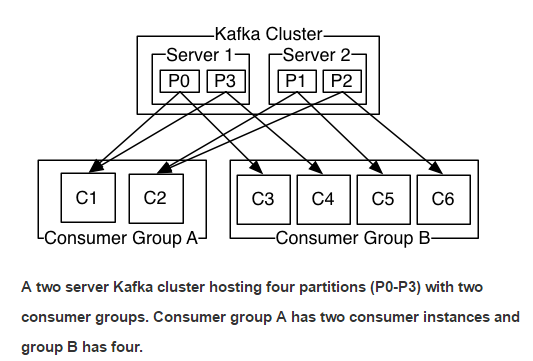 Kafka Cluster
Server 1 Server 2
P0 P3 P1 P2
C1 C2 C3 C4 C5 C6
Consumer Group A Consumer Group B
A two server Kafka cluster hosting four partitions (P0-P3) with two
consumer groups. Consumer group A has two consumer instances and
group B has four.